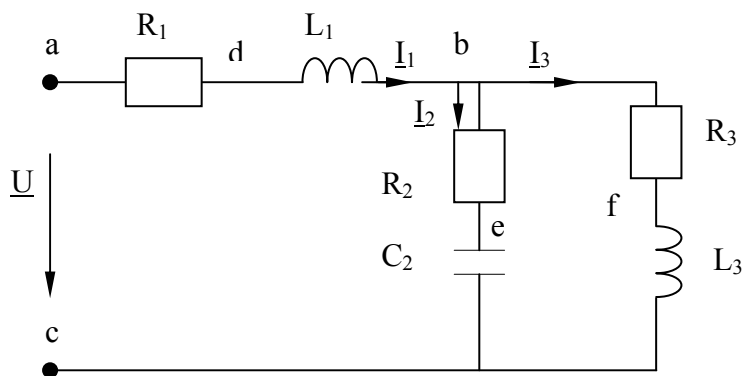 R₁
L₁
a
d
b
I₁
I₃
I₂
R₃
U
R₂
f
e
C₂
L₃
c